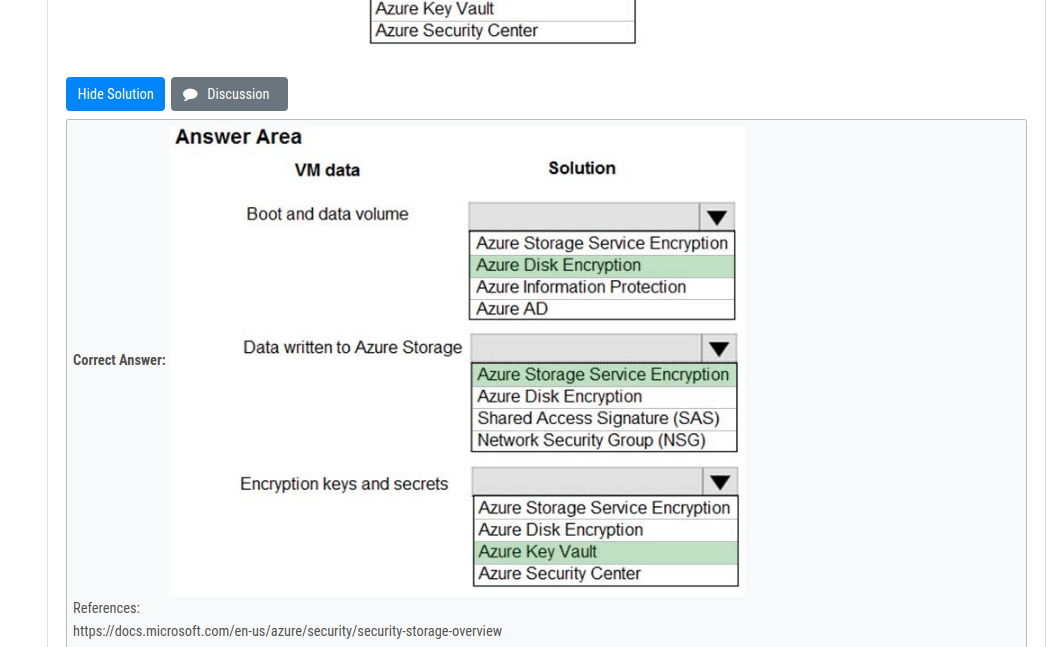 Azure Key Vault
Azure Security Center
Hide Solution
Discussion
Answer Area
VM data
Solution
Boot and data volume
Azure Storage Service Encryption
Azure Disk Encryption
Azure Information Protection
Azure AD
Data written to Azure Storage
Azure Storage Service Encryption
Azure Disk Encryption
Shared Access Signature (SAS)
Network Security Group (NSG)
Correct Answer:
Encryption keys and secrets
Azure Storage Service Encryption
Azure Disk Encryption
Azure Key Vault
Azure Security Center
References:
https://docs.microsoft.com/en-us/azure/security/security-storage-overview